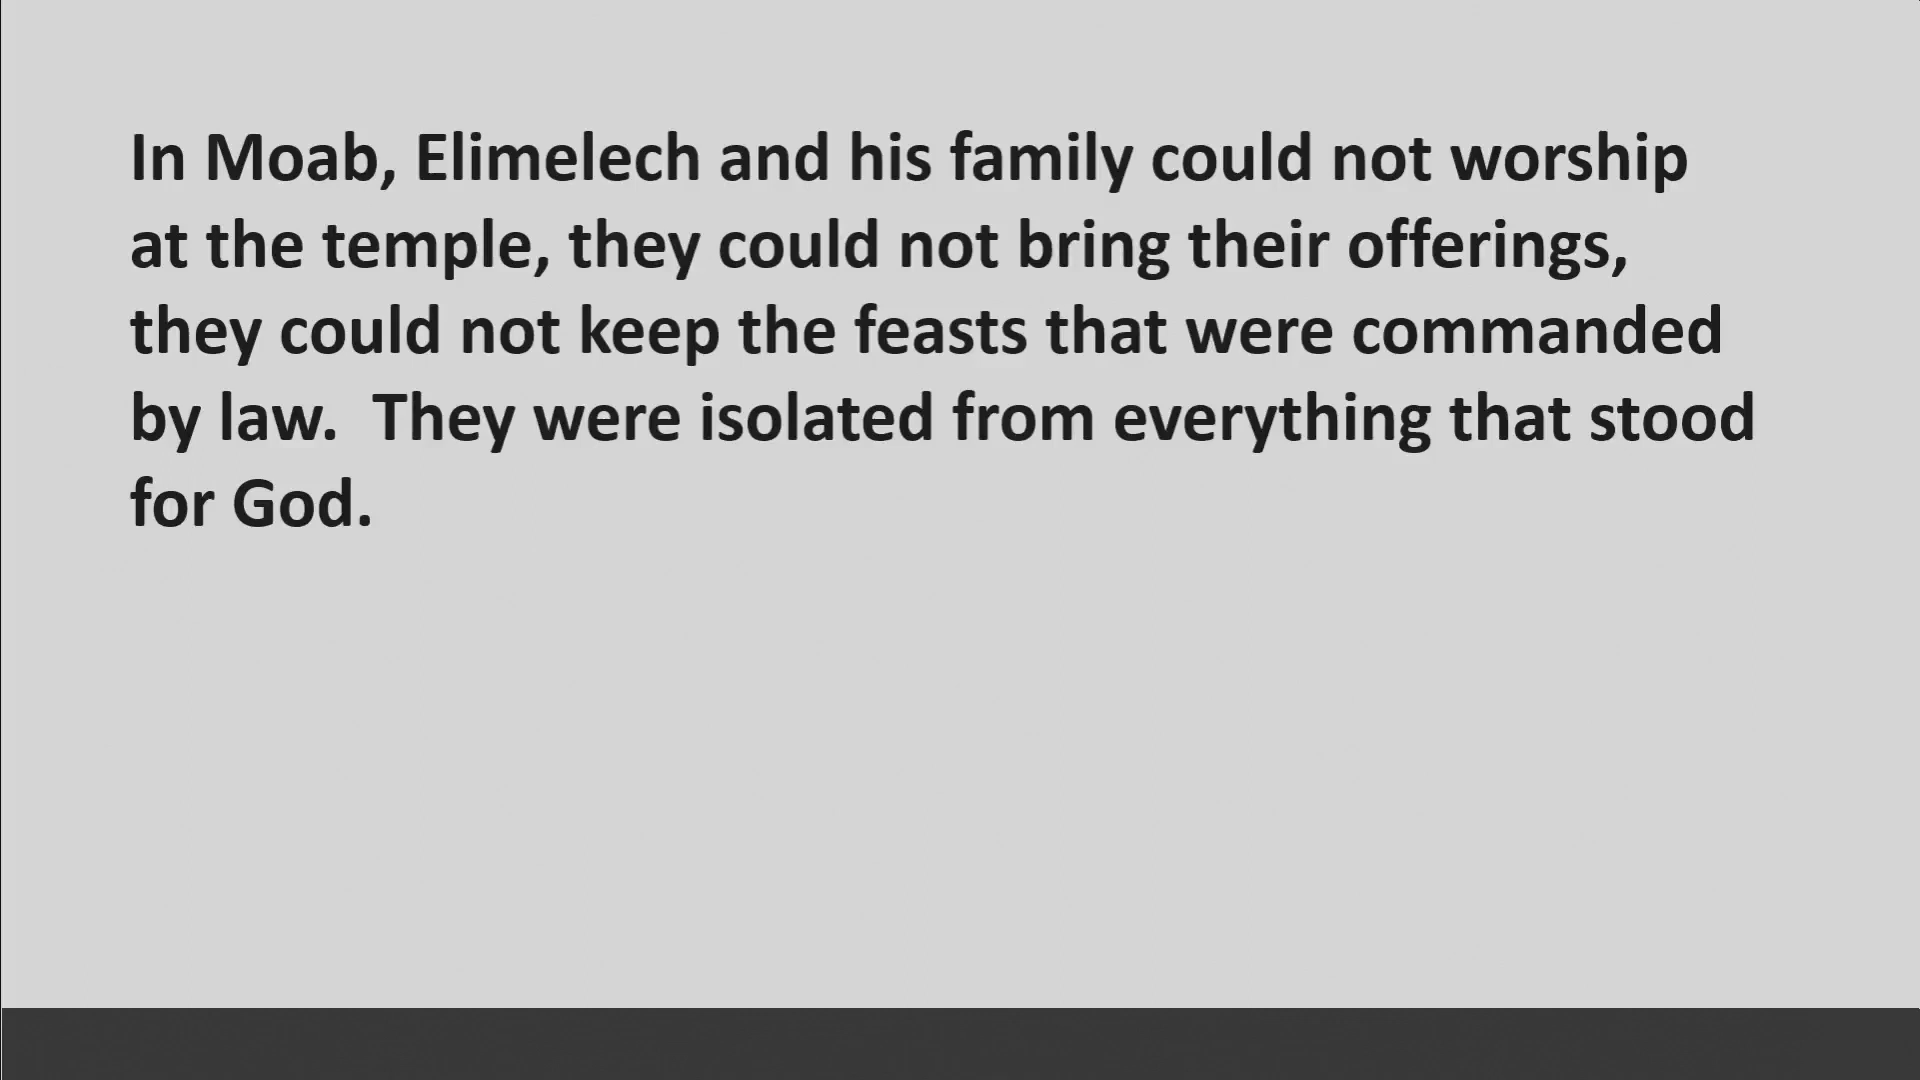 In Moab, Elimelech and his family could not worship
at the temple, they could not bring their offerings,
they could not keep the feasts that were commanded
by law.  They were isolated from everything that stood
for God.